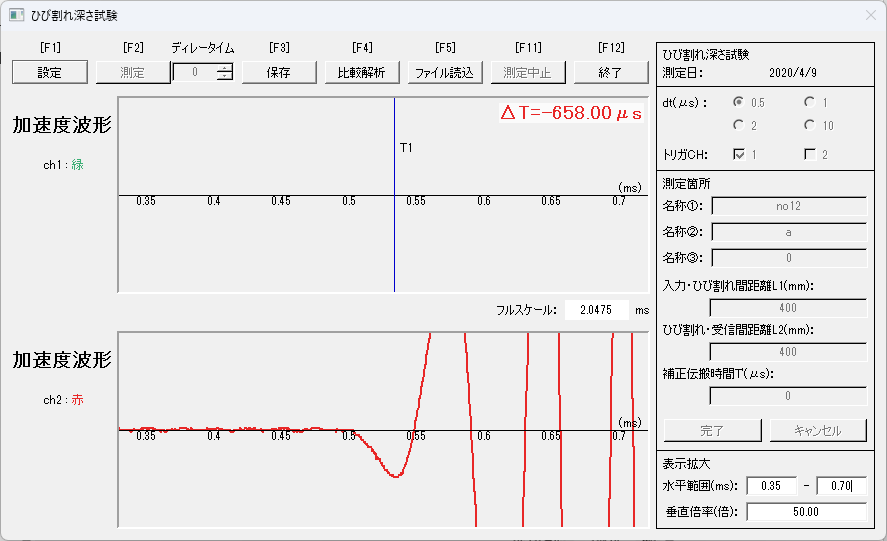 ひび割れ深さ試験
[F1] [F2] ディレータイム [F3] [F4] [F5] [F11] [F12]
設定 測定 0 保存 比較解析 ファイル読込 測定中止 終了
加速度波形
ch1 : 緑
ΔT=-658.00μs
T1
(ms)
0.35 0.4 0.45 0.5 0.55 0.6 0.65 0.7
フルスケール: 2.0475 ms
加速度波形
ch2 : 赤
(ms)
0.35 0.4 0.45 0.5 0.55 0.6 0.65 0.7
ひび割れ深さ試験
測定日: 2020/4/9
dt(μs) : 0.5 1
2 10
トリガCH: 1 2
測定箇所
名称①: no12
名称②: a
名称③: 0
入力・ひび割れ間距離L1(mm):
400
ひび割れ・受信間距離L2(mm):
400
補正伝搬時間T'(μs):
0
完了 キャンセル
表示拡大
水平範囲(ms): 0.35 - 0.70
垂直倍率(倍): 50.00